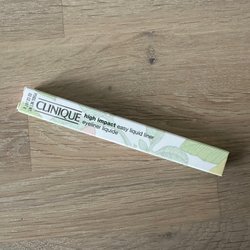 CLINIQUE
high impact easy liquid liner
eyeliner liquide